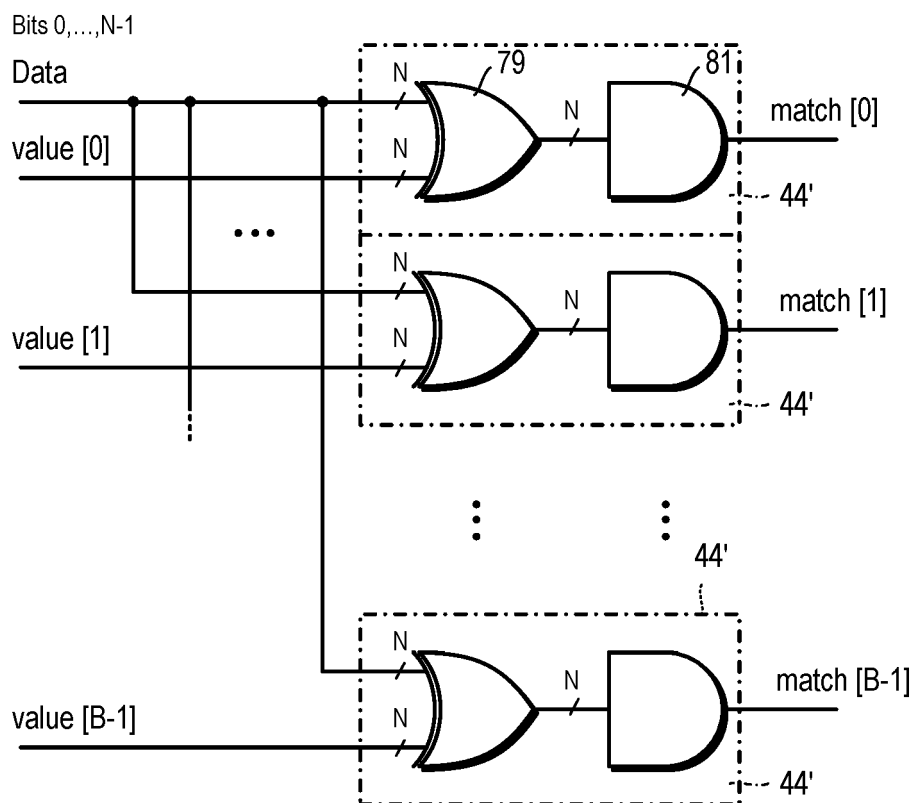 Bits 0,...,N-1
Data
N
79
N
81
match [0]
value [0]
N
44'
N
N
match [1]
value [1]
N
44'
44'
N
N
match [B-1]
value [B-1]
N
44'